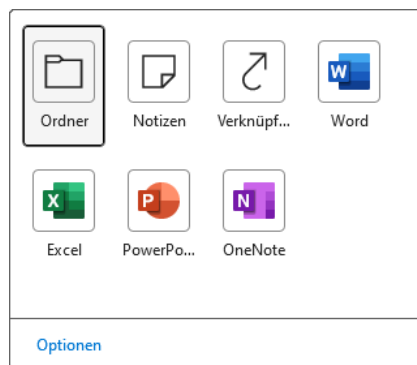 Ordner
Notizen
Verknüpf...
Word
Excel
PowerPo...
OneNote
Optionen